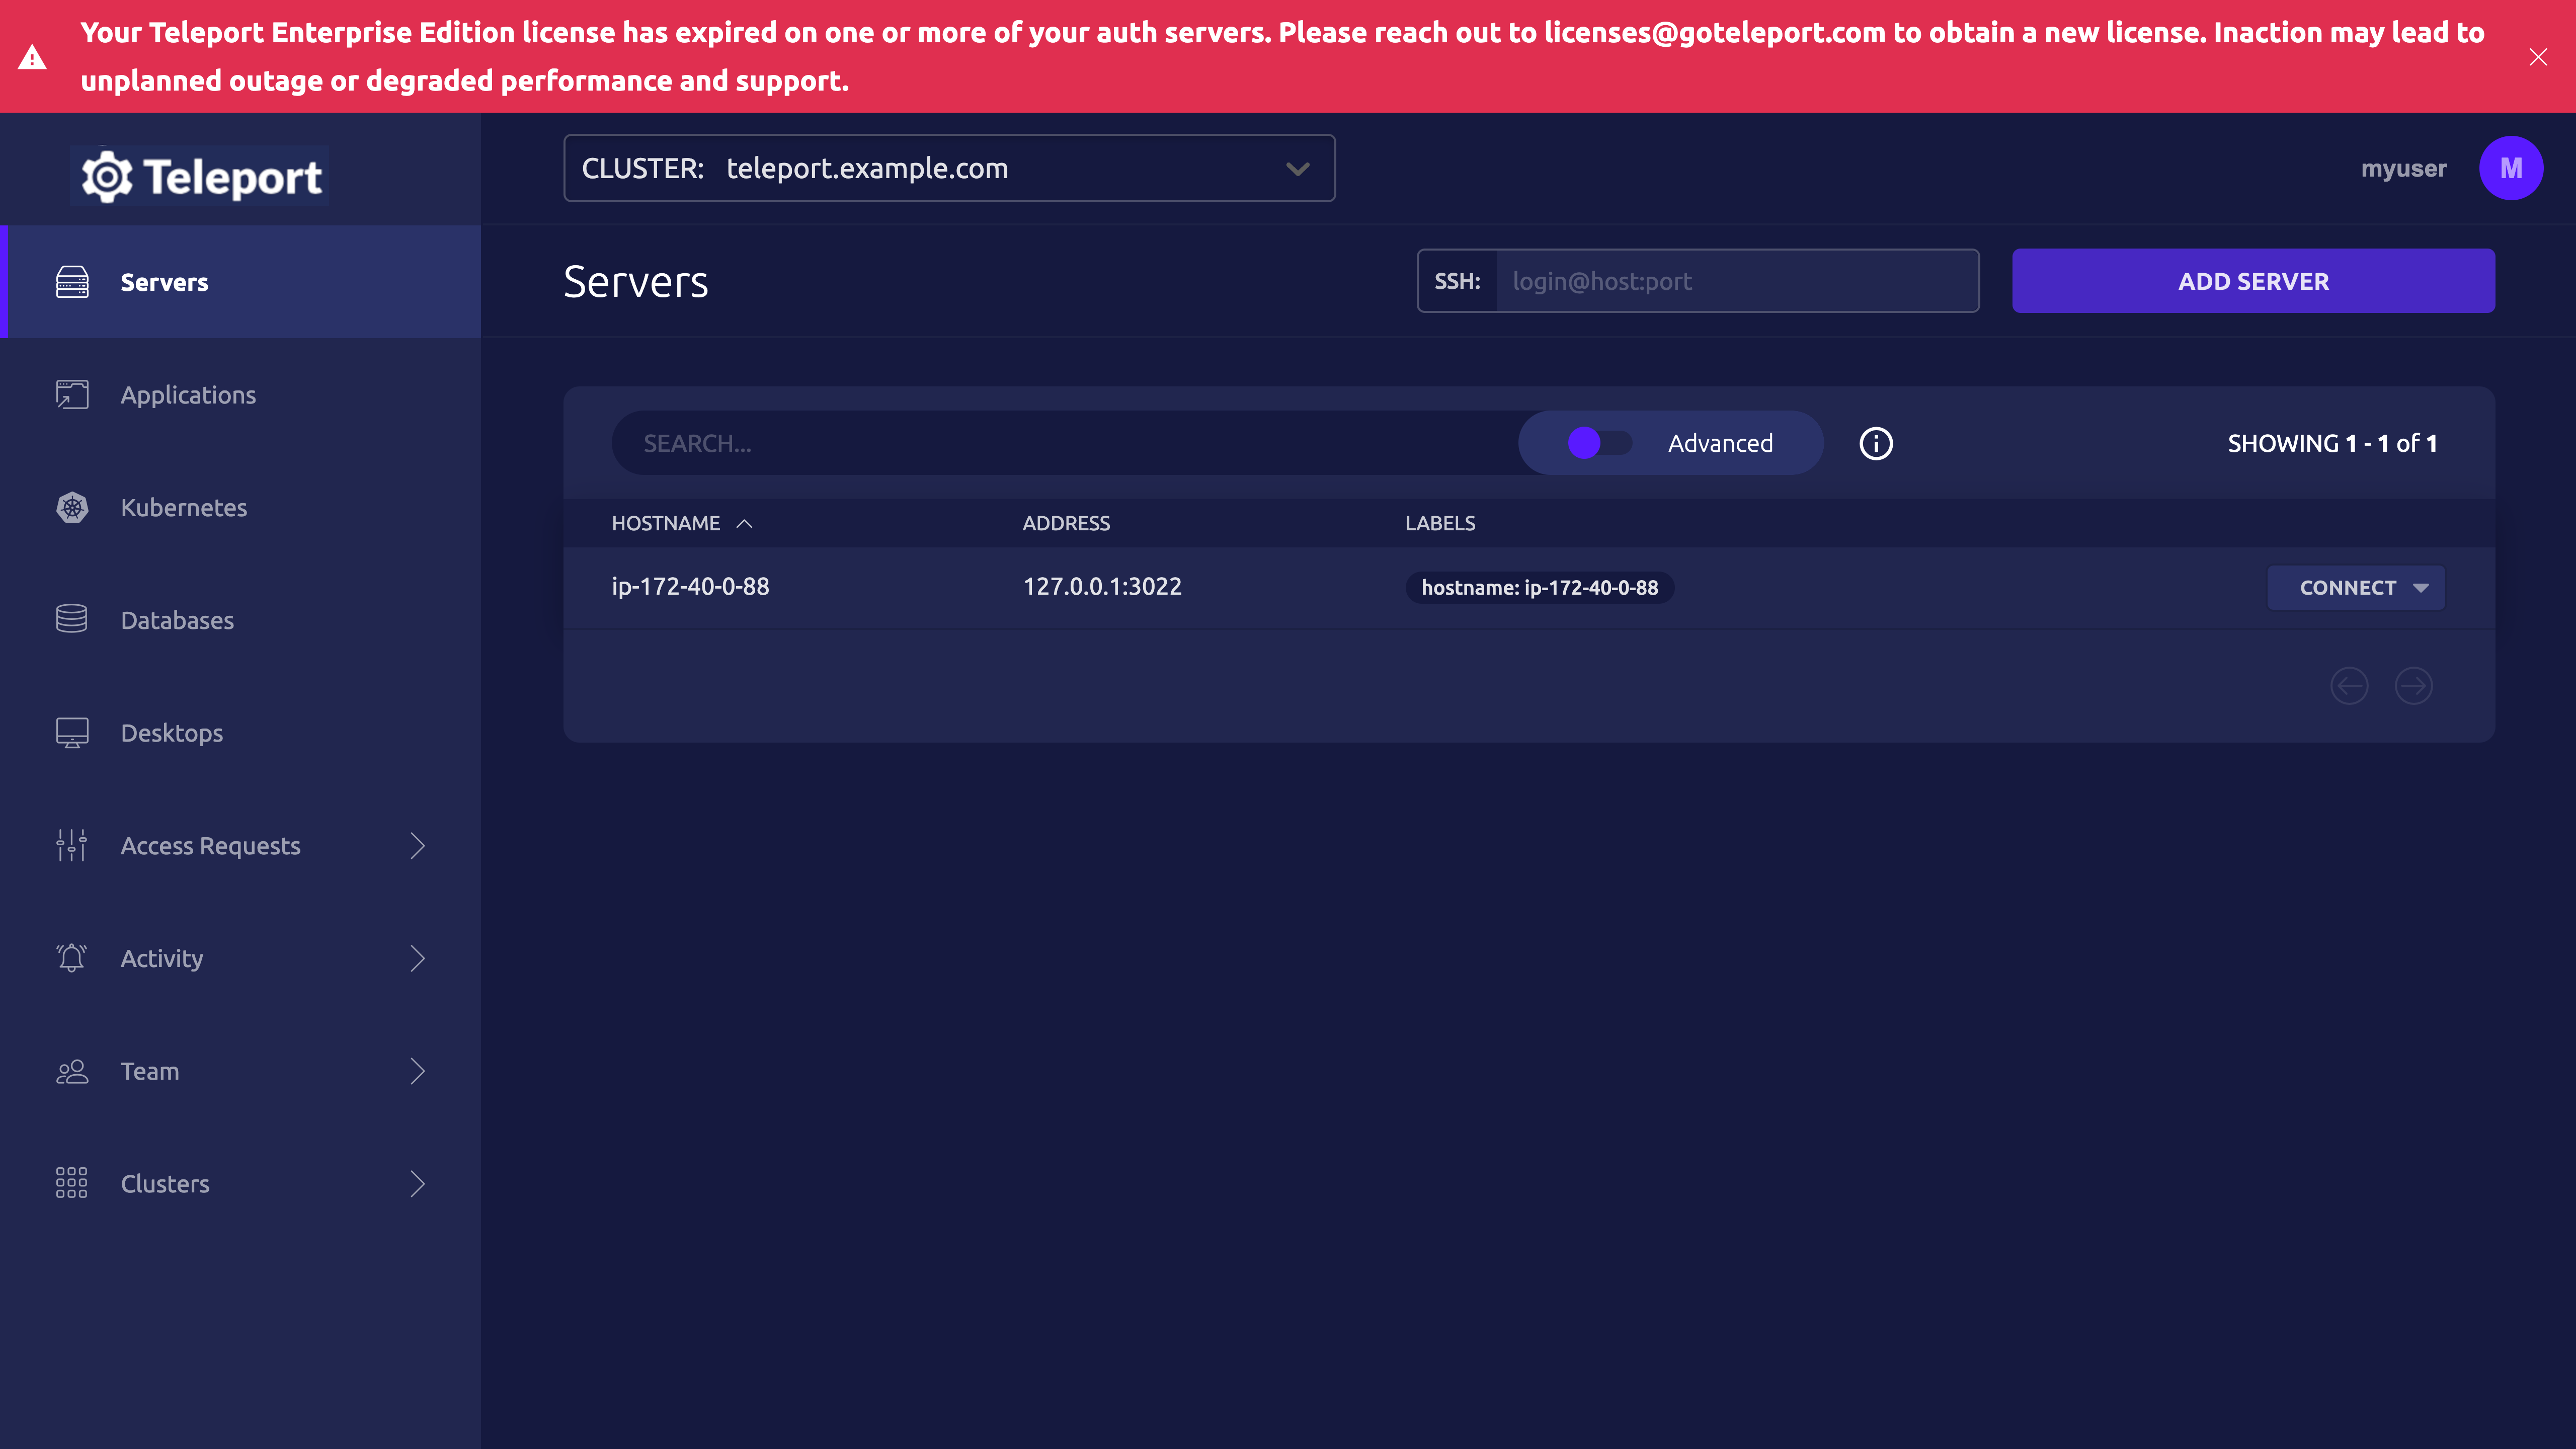 Your Teleport Enterprise Edition license has expired on one or more of your auth servers. Please reach out to licenses@goteleport.com to obtain a new license. Inaction may lead to
unplanned outage or degraded performance and support.
Teleport
CLUSTER: teleport.example.com
myuser
M
Servers
Servers
SSH:
login@host:port
ADD SERVER
Applications
SEARCH...
Advanced
SHOWING 1 - 1 of 1
Kubernetes
HOSTNAME
ADDRESS
LABELS
ip-172-40-0-88
127.0.0.1:3022
hostname: ip-172-40-0-88
CONNECT
Databases
Desktops
Access Requests
Activity
Team
Clusters